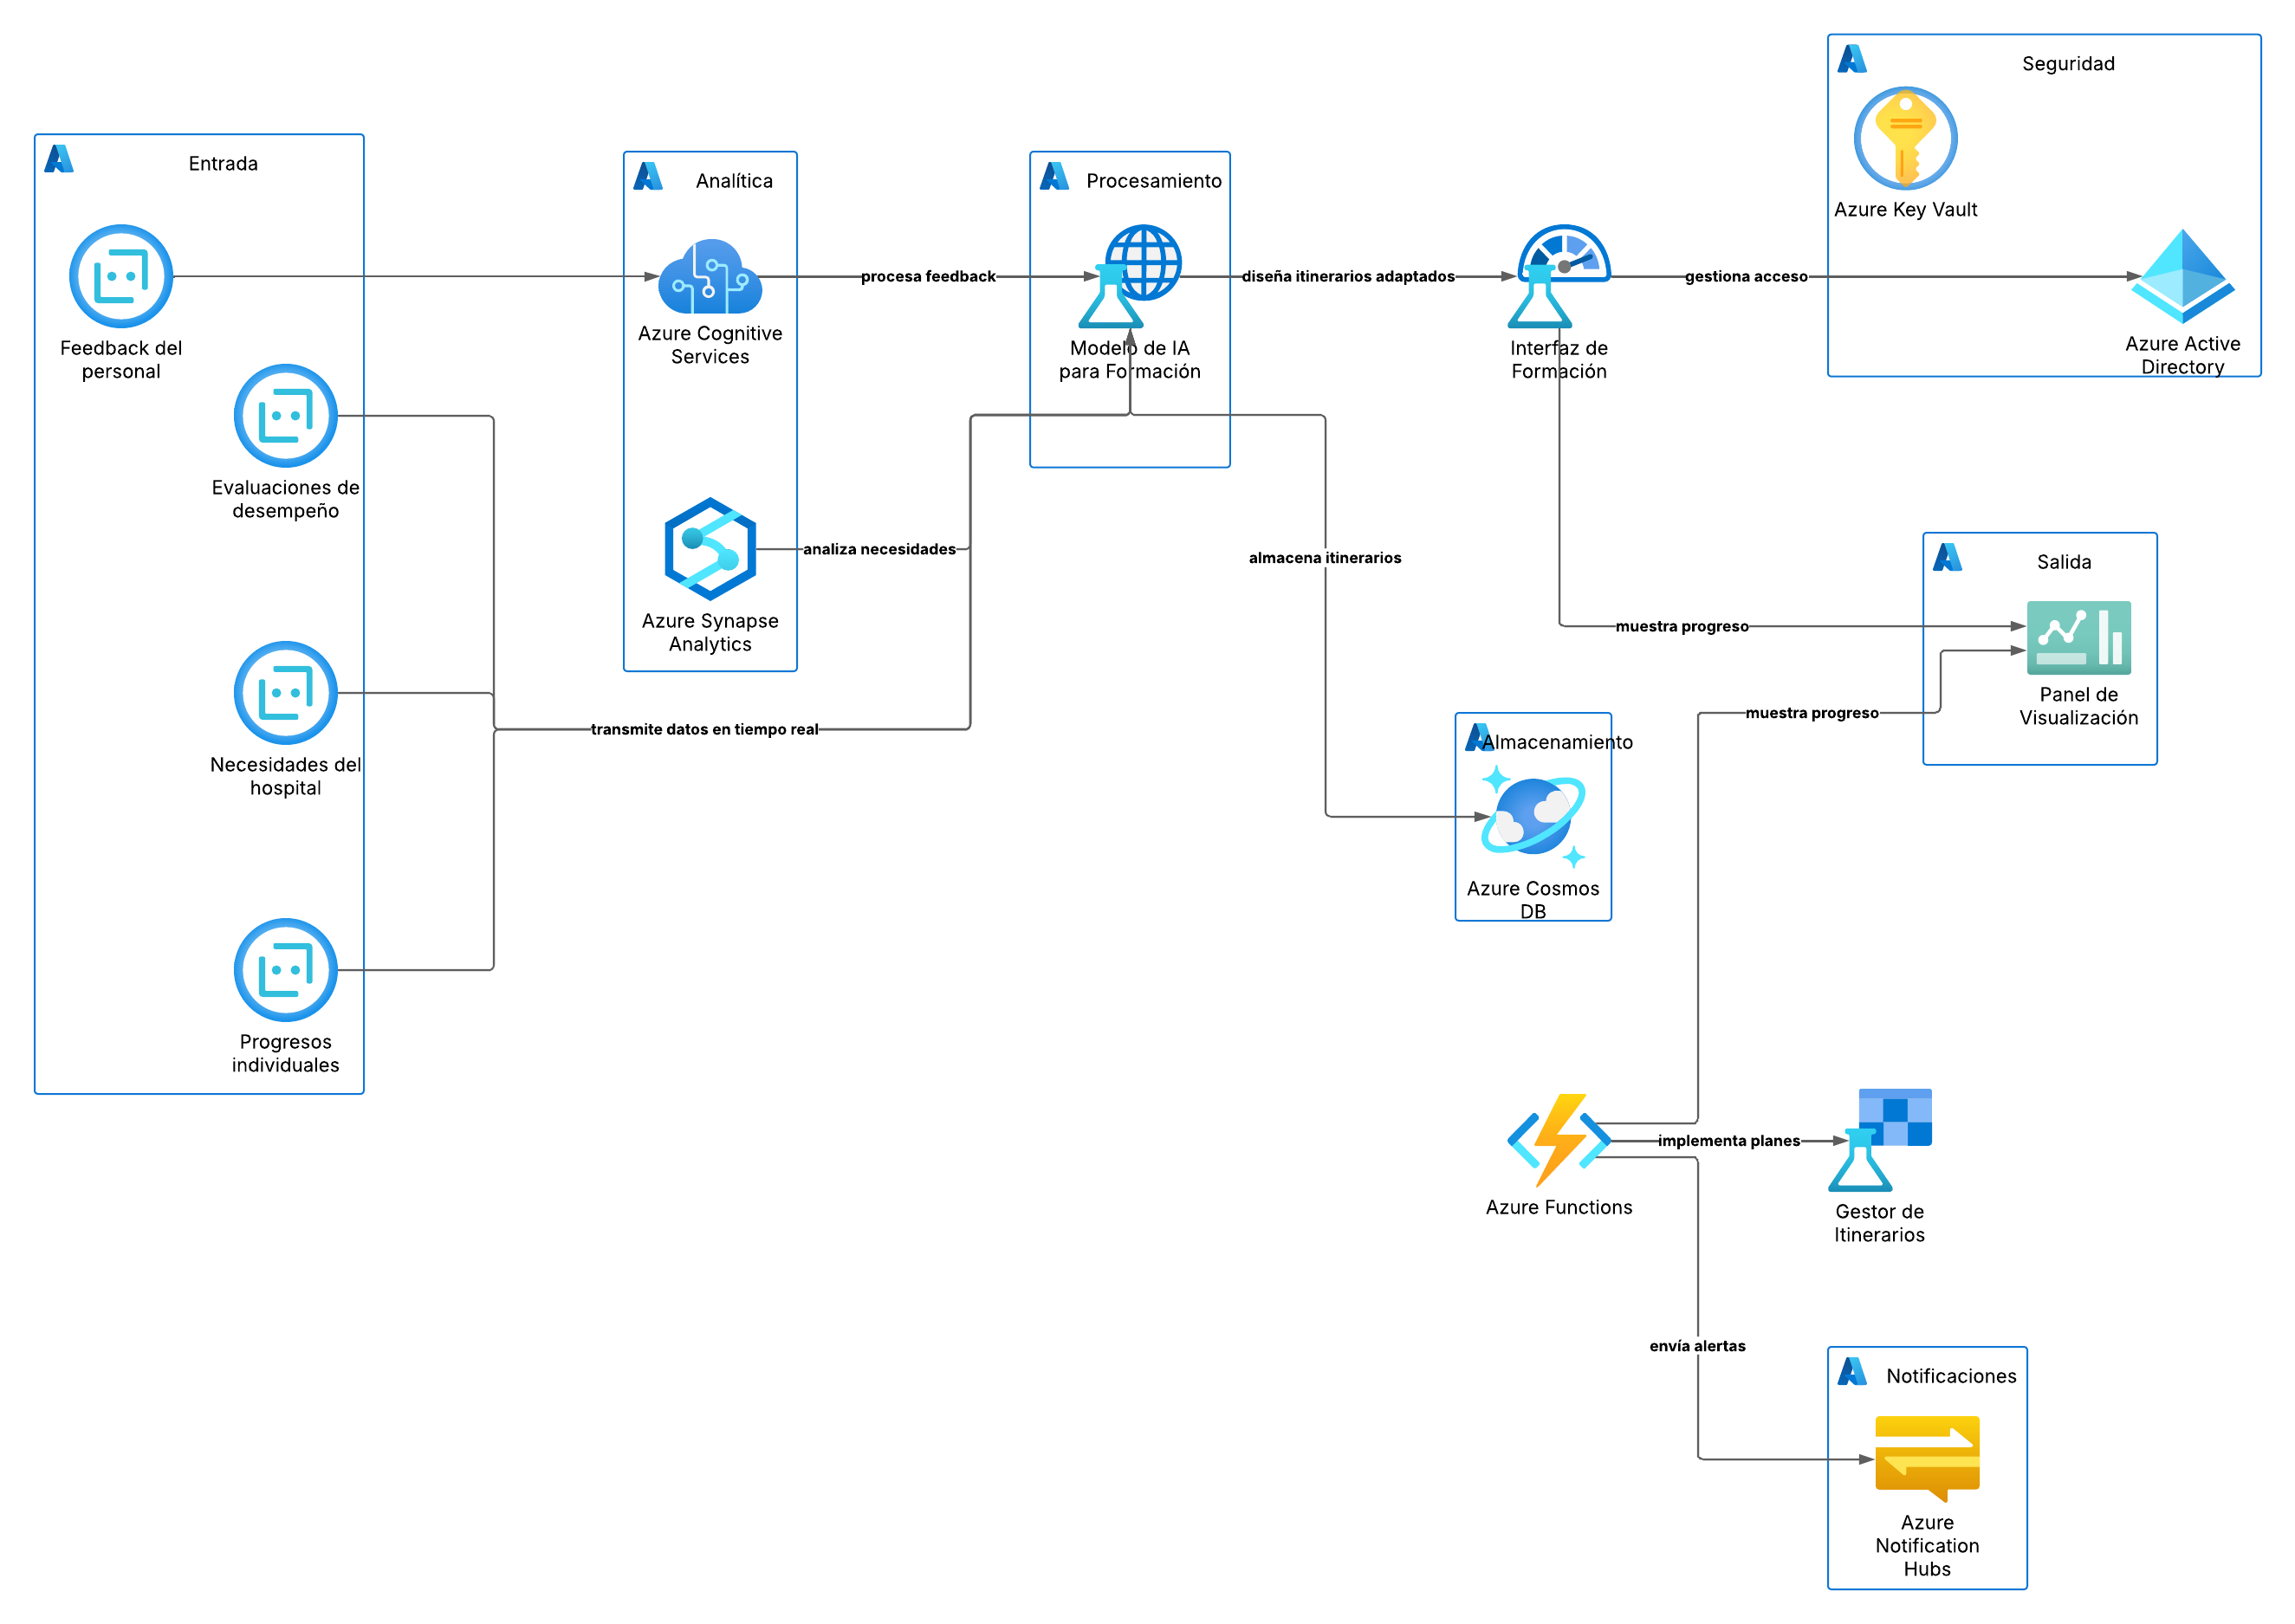 Entrada
Feedback del
personal
Evaluaciones de
desempeño
Necesidades del
hospital
Progresos
individuales
transmite datos en tiempo real
Analítica
Azure Cognitive
Services
Azure Synapse
Analytics
procesa feedback
analiza necesidades
Procesamiento
Modelo de IA
para Formación
diseña itinerarios adaptados
almacena itinerarios
Interfaz de
Formación
gestiona acceso
Seguridad
Azure Key Vault
Azure Active
Directory
muestra progreso
Salida
Panel de
Visualización
muestra progreso
Almacenamiento
Azure Cosmos
DB
Azure Functions
implementa planes
Gestor de
Itinerarios
envía alertas
Notificaciones
Azure
Notification
Hubs